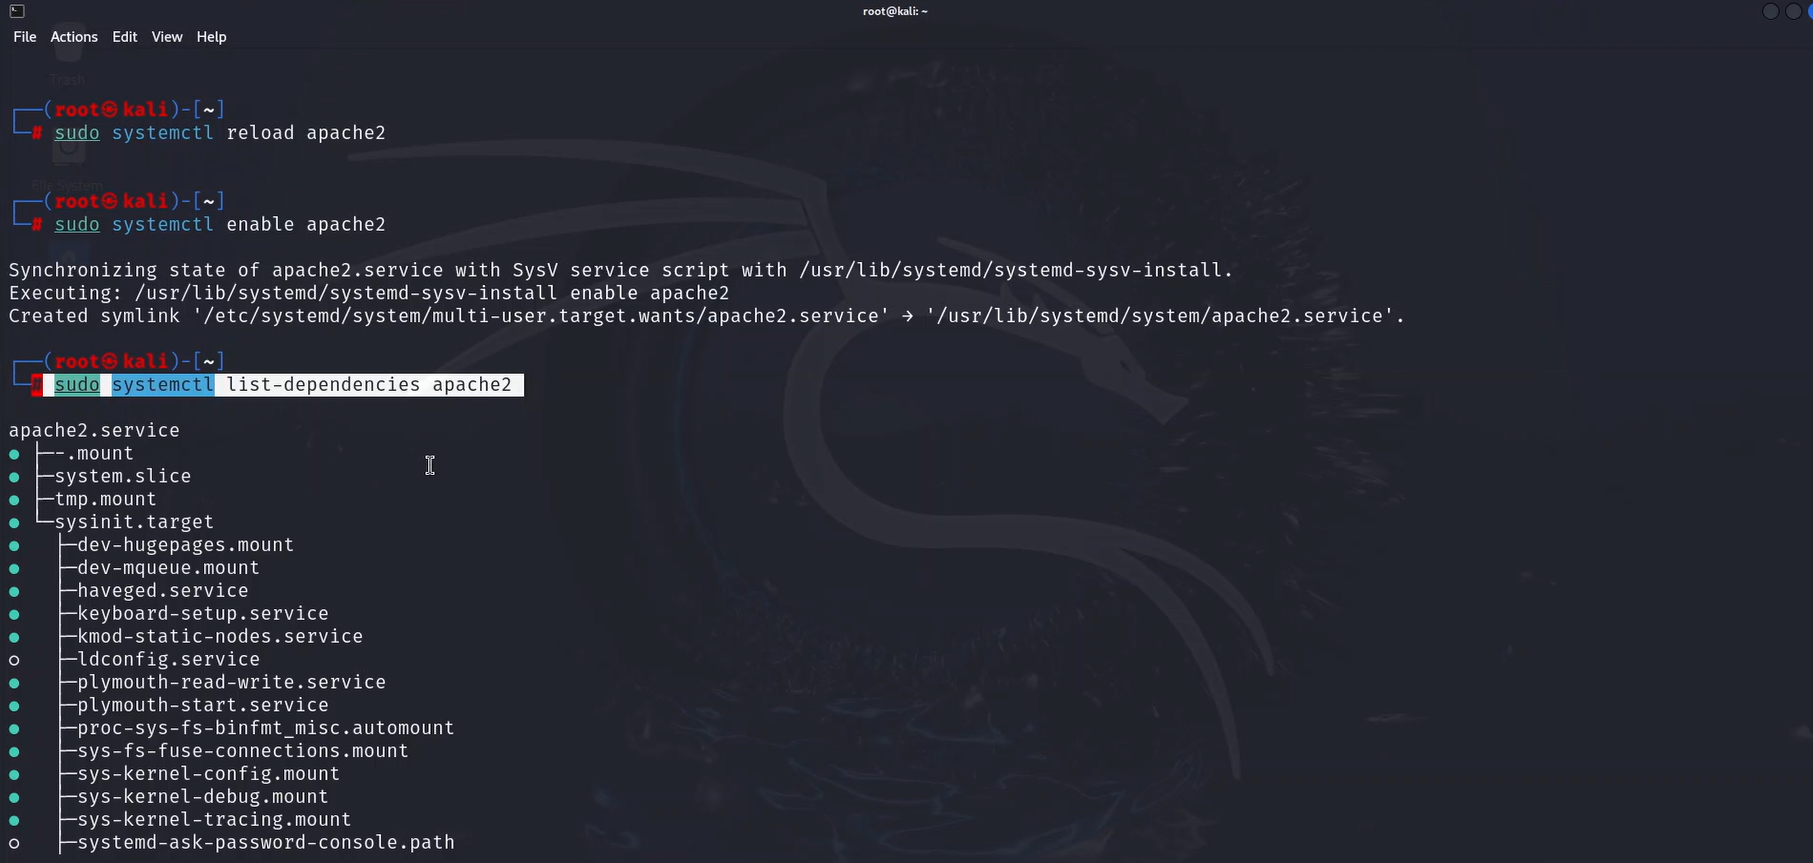 root@kali: ~
File Actions Edit View Help
Trash
┌──(root㉿kali)-[~]
└─# sudo systemctl reload apache2
File System
┌──(root㉿kali)-[~]
└─# sudo systemctl enable apache2
Synchronizing state of apache2.service with SysV service script with /usr/lib/systemd/systemd-sysv-install.
Executing: /usr/lib/systemd/systemd-sysv-install enable apache2
Created symlink '/etc/systemd/system/multi-user.target.wants/apache2.service' → '/usr/lib/systemd/system/apache2.service'.
┌──(root㉿kali)-[~]
└─# sudo systemctl list-dependencies apache2
apache2.service
● ├─-.mount
● ├─system.slice
● ├─tmp.mount
● └─sysinit.target
●   ├─dev-hugepages.mount
●   ├─dev-mqueue.mount
●   ├─haveged.service
●   ├─keyboard-setup.service
●   ├─kmod-static-nodes.service
○   ├─ldconfig.service
●   ├─plymouth-read-write.service
●   ├─plymouth-start.service
●   ├─proc-sys-fs-binfmt_misc.automount
●   ├─sys-fs-fuse-connections.mount
●   ├─sys-kernel-config.mount
●   ├─sys-kernel-debug.mount
●   ├─sys-kernel-tracing.mount
○   ├─systemd-ask-password-console.path